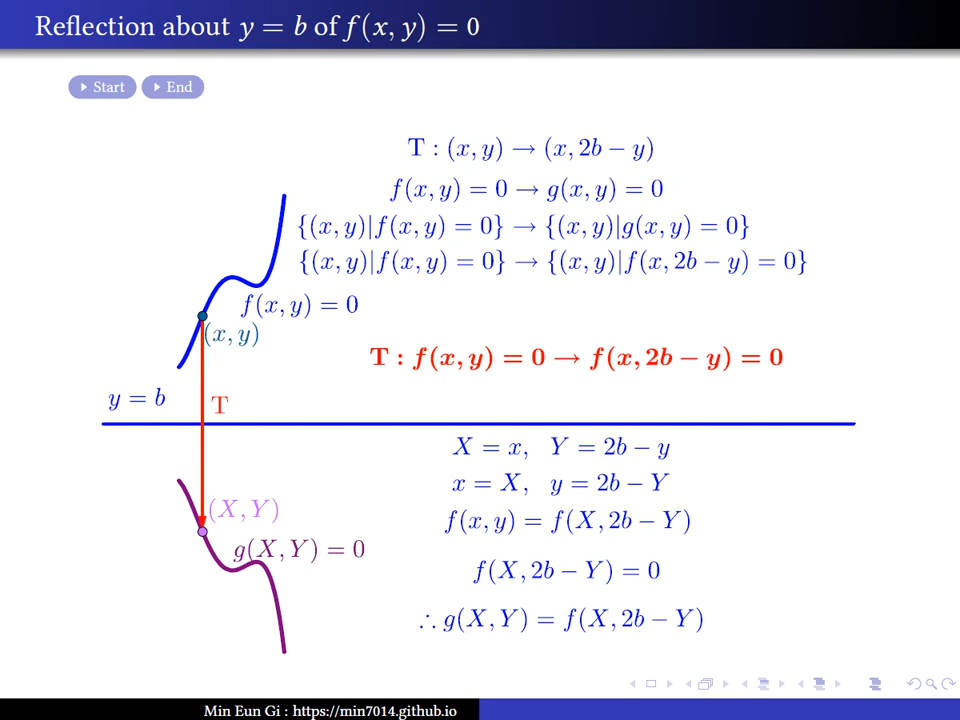 Reflection about y = b of f(x, y) = 0
Start
End
T : (x, y) → (x, 2b − y)
f(x, y) = 0 → g(x, y) = 0
{(x, y)|f(x, y) = 0} → {(x, y)|g(x, y) = 0}
{(x, y)|f(x, y) = 0} → {(x, y)|f(x, 2b − y) = 0}
f(x, y) = 0
(x, y)
T : f(x, y) = 0 → f(x, 2b − y) = 0
y = b
T
X = x, Y = 2b − y
x = X, y = 2b − Y
(X, Y)
f(x, y) = f(X, 2b − Y)
g(X, Y) = 0
f(X, 2b − Y) = 0
∴ g(X, Y) = f(X, 2b − Y)
Min Eun Gi : https://min7014.github.io